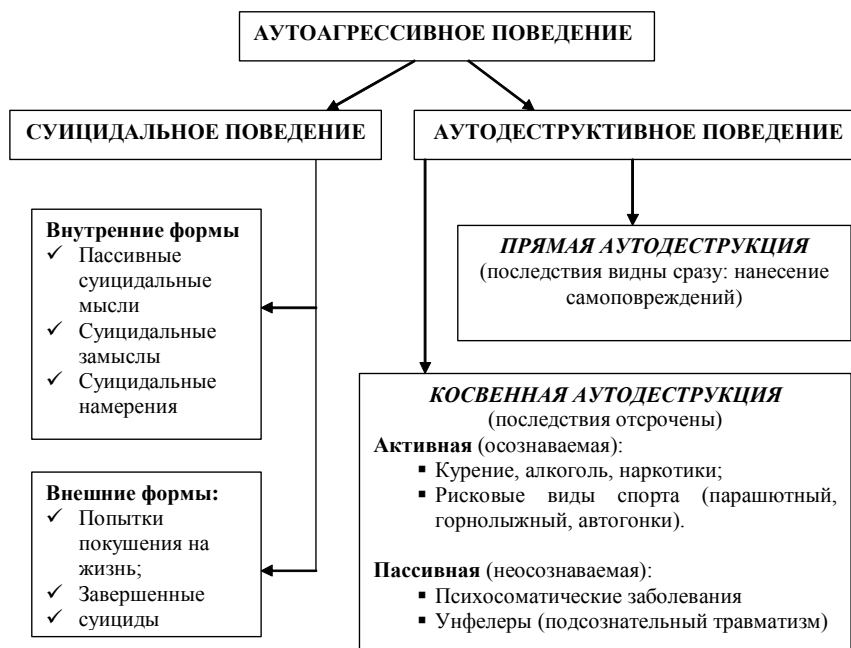 АУТОАГРЕССИВНОЕ ПОВЕДЕНИЕ
СУИЦИДАЛЬНОЕ ПОВЕДЕНИЕ
АУТОДЕСТРУКТИВНОЕ ПОВЕДЕНИЕ
Внутренние формы
✓ Пассивные
суицидальные
мысли
✓ Суицидальные
замыслы
✓ Суицидальные
намерения
Внешние формы:
✓ Попытки
покушения на
жизнь;
✓ Завершенные
✓ суициды
ПРЯМАЯ АУТОДЕСТРУКЦИЯ
(последствия видны сразу: нанесение
самоповреждений)
КОСВЕННАЯ АУТОДЕСТРУКЦИЯ
(последствия отсрочены)
Активная (осознаваемая):
▪ Курение, алкоголь, наркотики;
▪ Рисковые виды спорта (парашютный,
горнолыжный, автогонки).
Пассивная (неосознаваемая):
▪ Психосоматические заболевания
▪ Унфелеры (подсознательный травматизм)